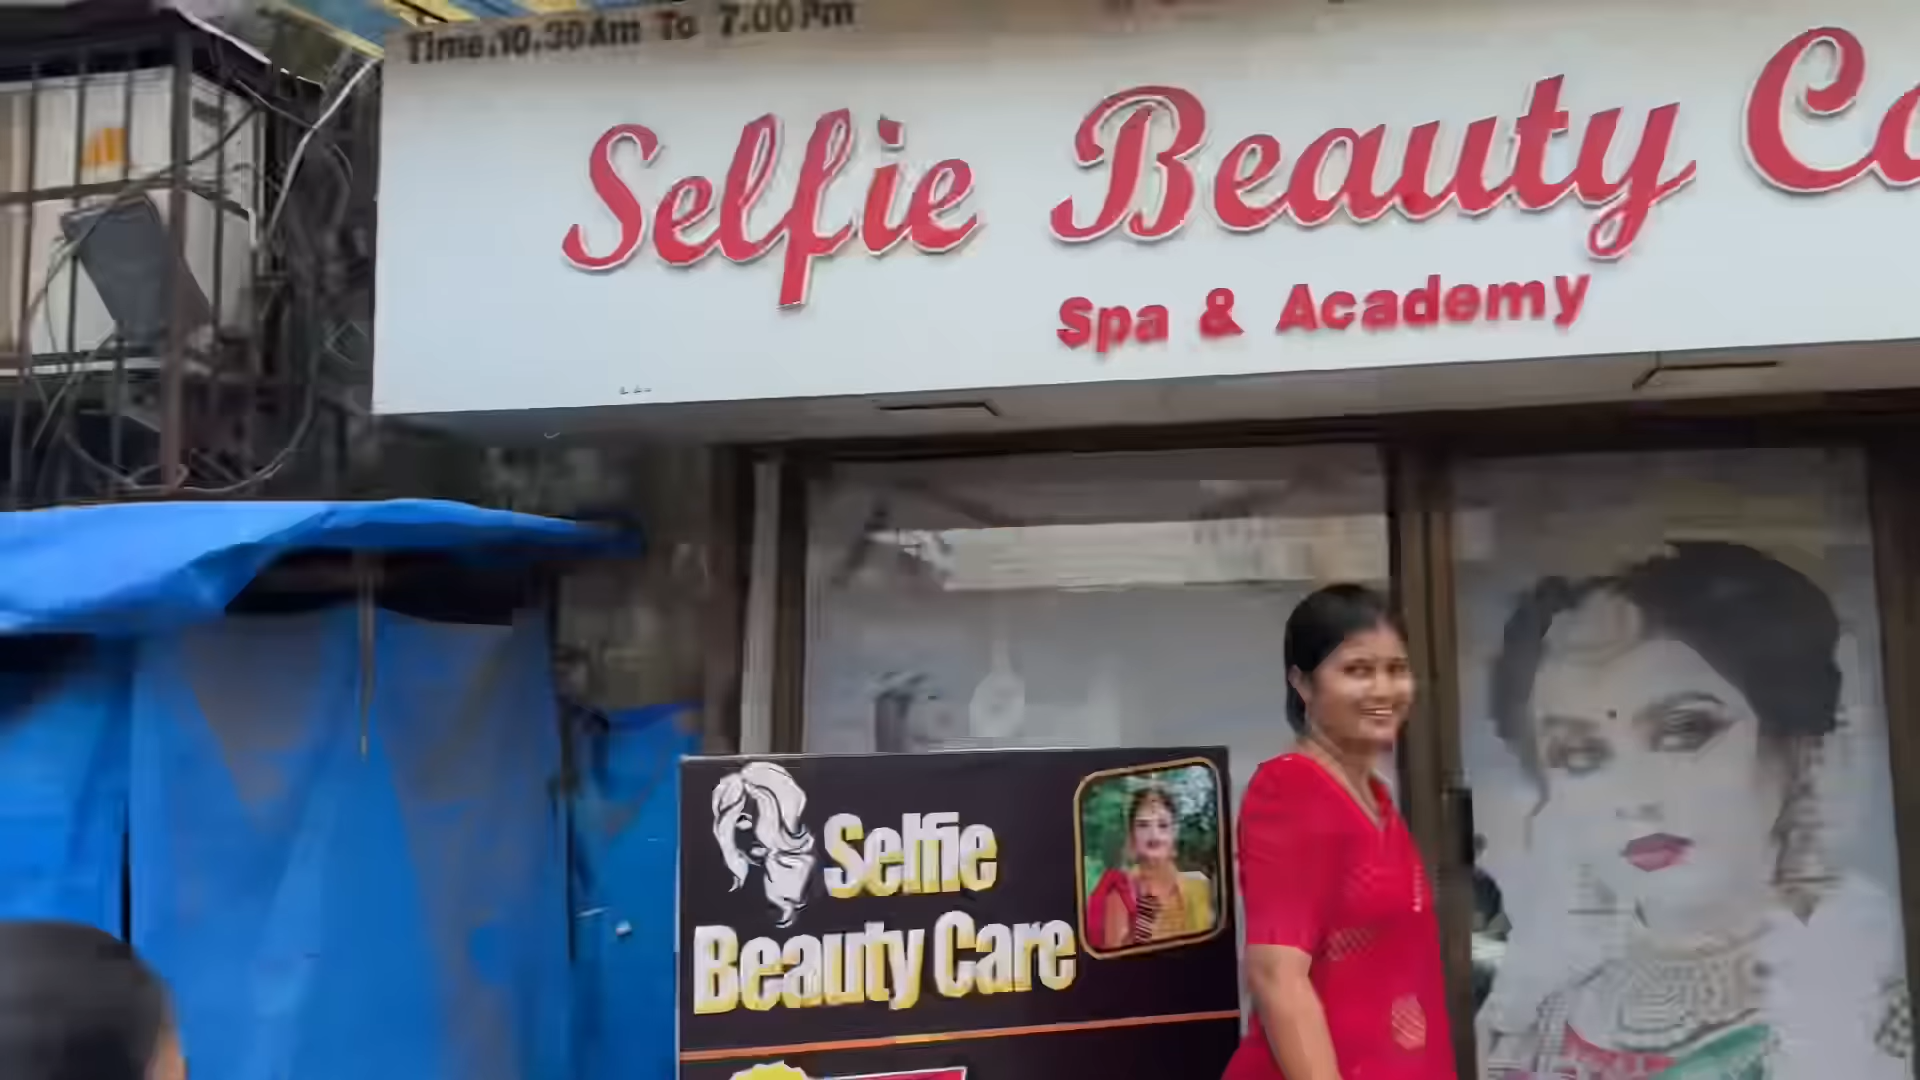 Time.10.30Am To 7.00Pm
Selfie Beauty Ca
Spa & Academy
Selfie
Beauty Care